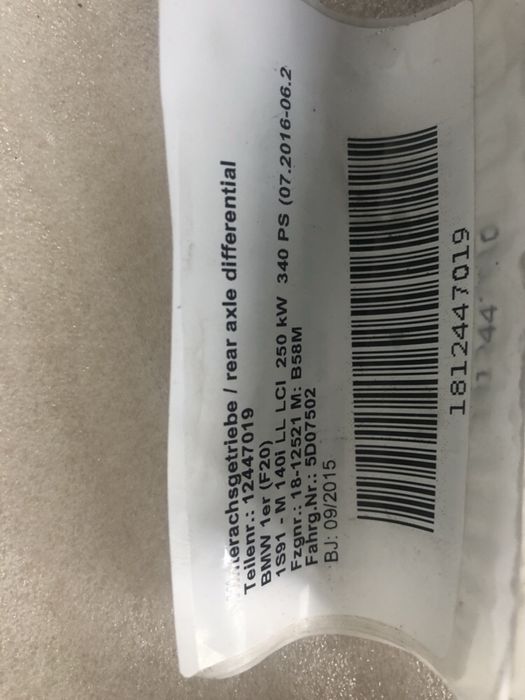 terachsgetriebe / rear axle differential
Teilenr.: 12447019
BMW 1er (F20)
1S91 - M 140i LL LCI 250 kW 340 PS (07.2016-06.2
Fzgnr.: 18-12521 M: B58M
Fahrg.Nr.: 5D07502
BJ: 09/2015
1812447019